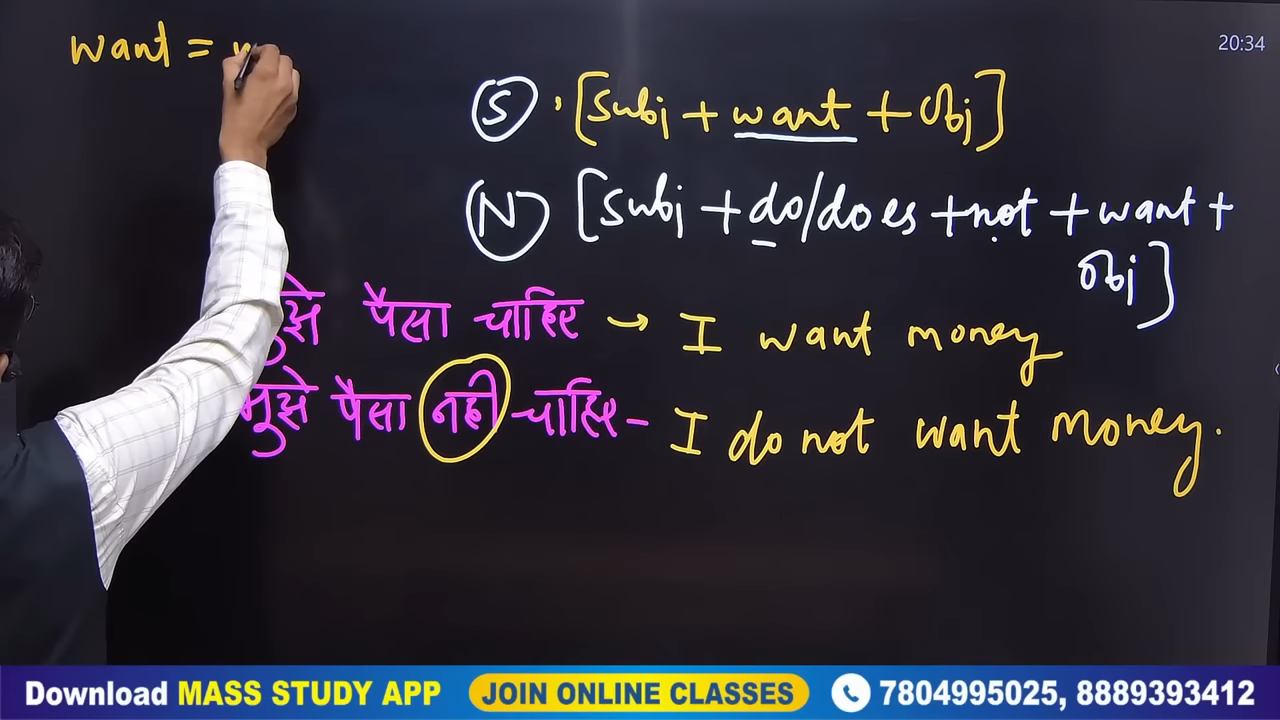 want =
20:34
(S) , [Subj + want + Obj]
(N) [Subj + do/does + not + want +
Obj]
पैसा चाहिए → I want money
मुझे पैसा नही चाहिए - I do not want money.
Download MASS STUDY APP JOIN ONLINE CLASSES 7804995025, 8889393412